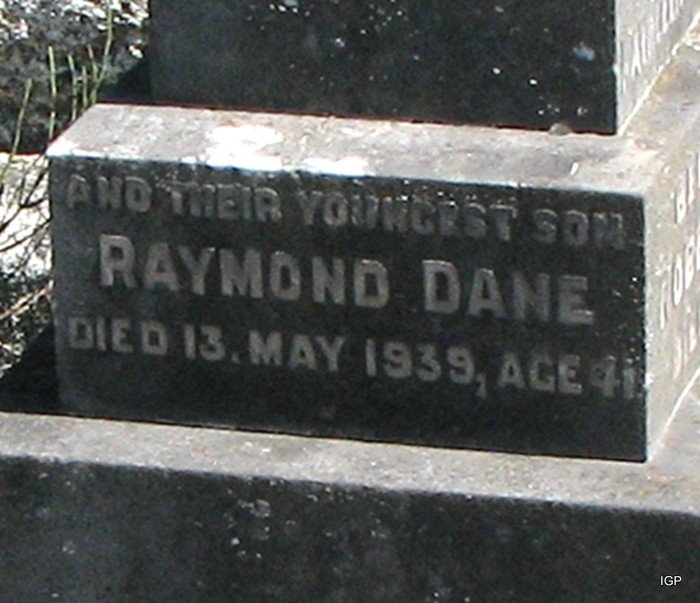 AND THEIR YOUNGEST SON
RAYMOND DANE
DIED 13. MAY 1939, AGE 41
IGP